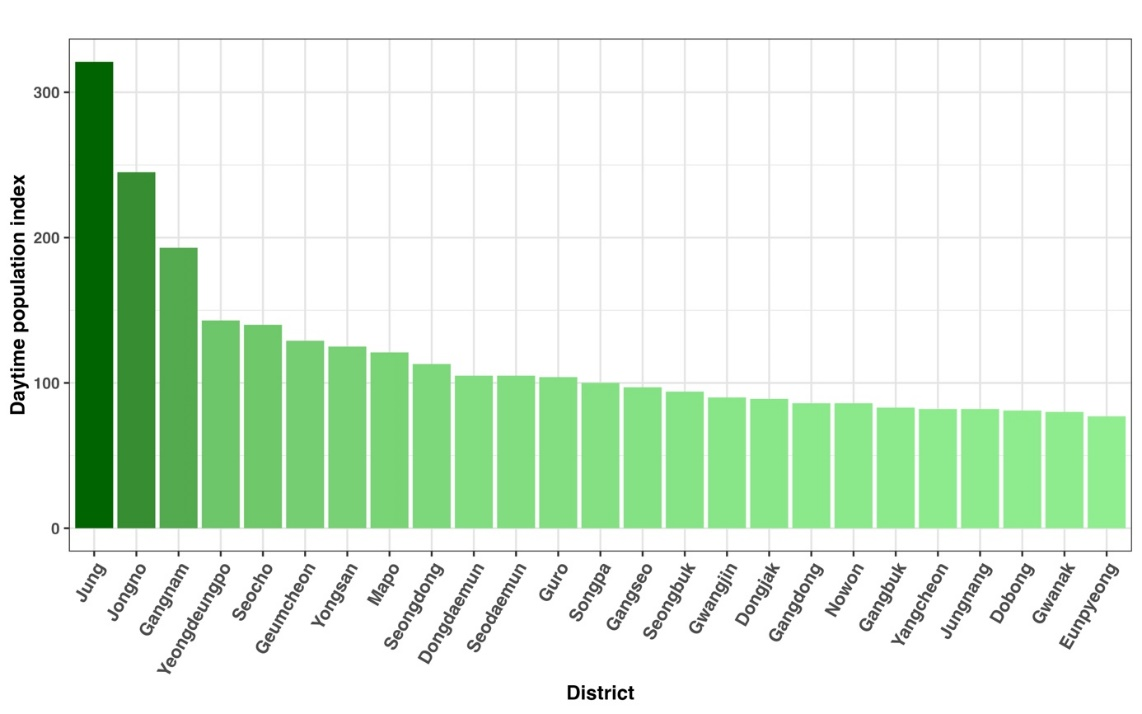 Daytime population index
300
200
100
0
Jung
Jongno
Gangnam
Yeongdeungpo
Seocho
Geumcheon
Yongsan
Mapo
Seongdong
Dongdaemun
Seodaemun
Guro
Songpa
Gangseo
Seongbuk
Gwangjin
Dongjak
Gangdong
Nowon
Gangbuk
Yangcheon
Jungnang
Dobong
Gwanak
Eunpyeong
District